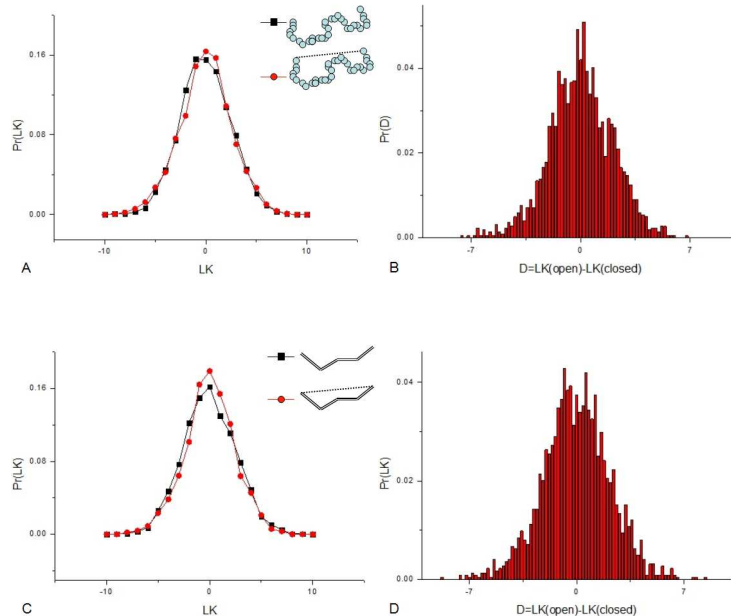 0.16
0.08
0.00
Pr(LK)
-10
0
10
A
LK
0.04
0.02
0.00
Pr(D)
-7
0
7
B
D=LK(open)-LK(closed)
0.16
0.08
0.00
Pr(LK)
-10
0
10
C
LK
0.04
0.02
0.00
Pr(LK)
-7
0
7
D
D=LK(open)-LK(closed)